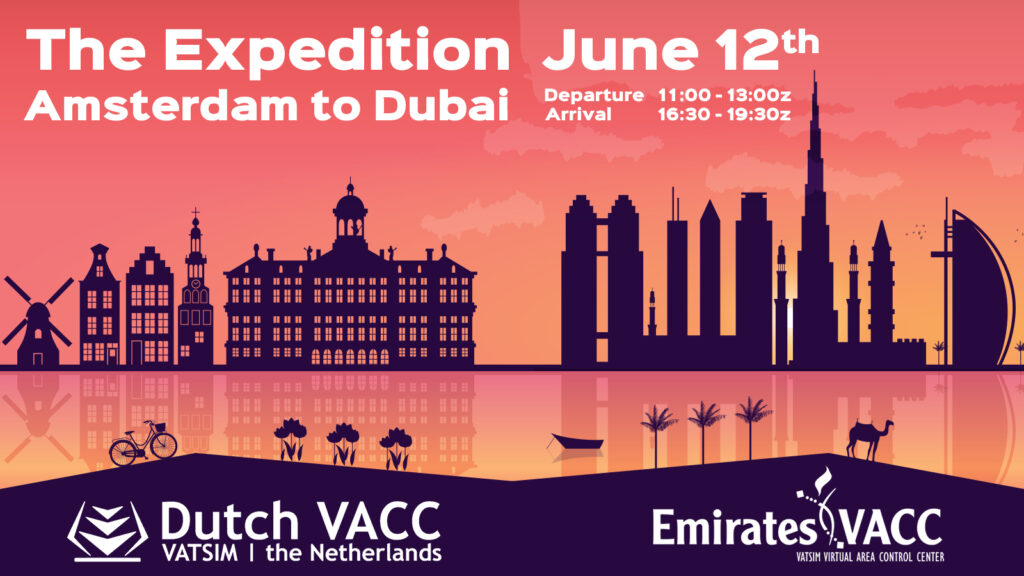 The Expedition
Amsterdam to Dubai
June 12th
Departure 11:00 - 13:00z
Arrival 16:30 - 19:30z
Dutch VACC
VATSIM | the Netherlands
Emirates VACC
VATSIM VIRTUAL AREA CONTROL CENTER